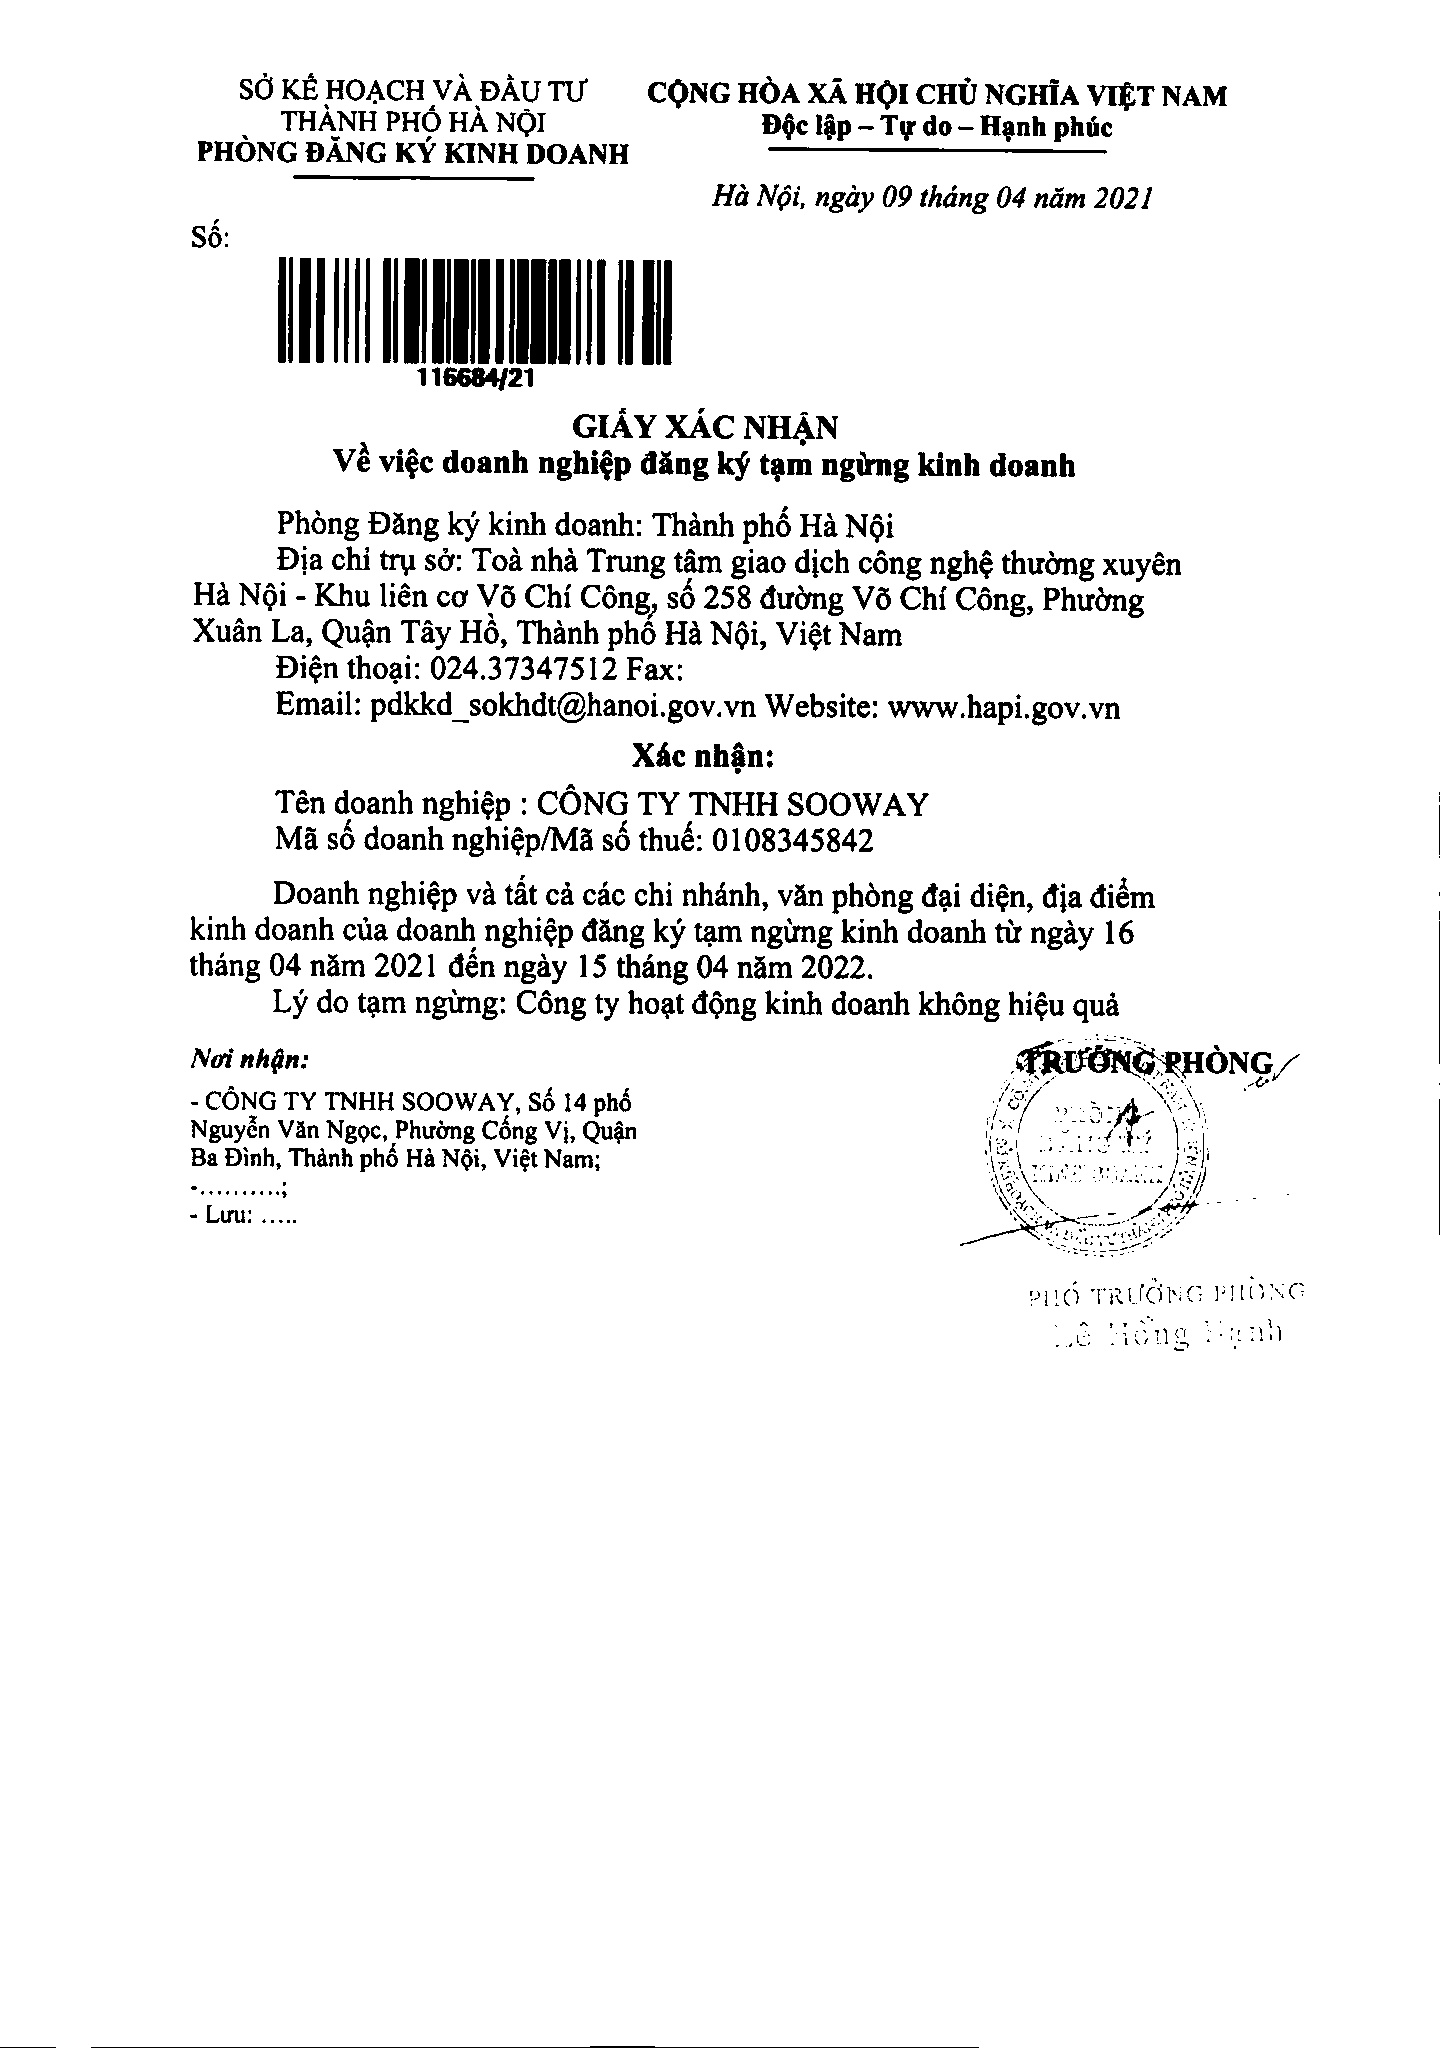 SỞ KẾ HOẠCH VÀ ĐẦU TƯ
THÀNH PHỐ HÀ NỘI
PHÒNG ĐĂNG KÝ KINH DOANH
CỘNG HÒA XÃ HỘI CHỦ NGHĨA VIỆT NAM
Độc lập – Tự do – Hạnh phúc
Hà Nội, ngày 09 tháng 04 năm 2021
Số:
116684/21
GIẤY XÁC NHẬN
Về việc doanh nghiệp đăng ký tạm ngừng kinh doanh
Phòng Đăng ký kinh doanh: Thành phố Hà Nội
Địa chỉ trụ sở: Toà nhà Trung tâm giao dịch công nghệ thường xuyên
Hà Nội - Khu liên cơ Võ Chí Công, số 258 đường Võ Chí Công, Phường
Xuân La, Quận Tây Hồ, Thành phố Hà Nội, Việt Nam
Điện thoại: 024.37347512 Fax:
Email: pdkkd_sokhdt@hanoi.gov.vn Website: www.hapi.gov.vn
Xác nhận:
Tên doanh nghiệp : CÔNG TY TNHH SOOWAY
Mã số doanh nghiệp/Mã số thuế: 0108345842
Doanh nghiệp và tất cả các chi nhánh, văn phòng đại diện, địa điểm
kinh doanh của doanh nghiệp đăng ký tạm ngừng kinh doanh từ ngày 16
tháng 04 năm 2021 đến ngày 15 tháng 04 năm 2022.
Lý do tạm ngừng: Công ty hoạt động kinh doanh không hiệu quả
Nơi nhận:
- CÔNG TY TNHH SOOWAY, Số 14 phố
Nguyễn Văn Ngọc, Phường Cống Vị, Quận
Ba Đình, Thành phố Hà Nội, Việt Nam;
-..........;
- Lưu: .....
TRƯỞNG PHÒNG
PHÒNG
ĐĂNG KÝ
KINH DOANH
PHÓ TRƯỞNG PHÒNG
Lê Hồng Hạnh